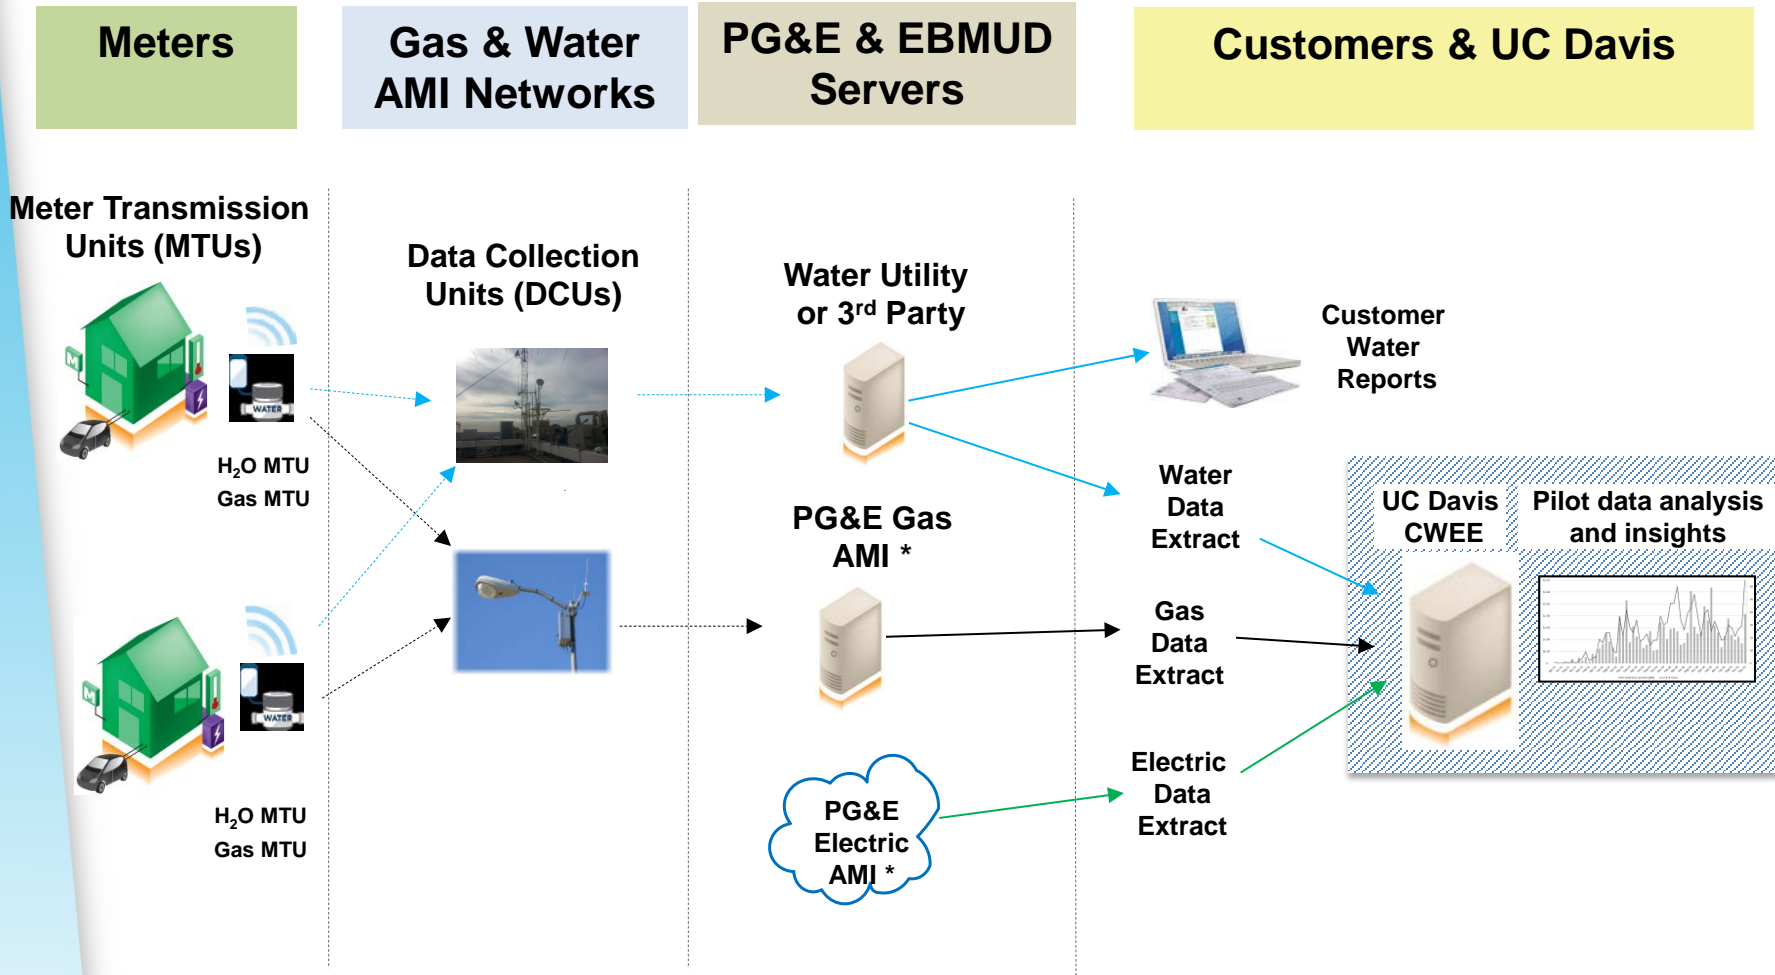 Meters
Gas & Water
AMI Networks
PG&E & EBMUD
Servers
Customers & UC Davis
Meter Transmission
Units (MTUs)
Data Collection
Units (DCUs)
Water Utility
or 3rd Party
Customer
Water
Reports
M
WATER
H₂O MTU
Gas MTU
PG&E Gas
AMI *
Water
Data
Extract
UC Davis
CWEE
Pilot data analysis
and insights
Gas
Data
Extract
M
WATER
H₂O MTU
Gas MTU
PG&E
Electric
AMI *
Electric
Data
Extract